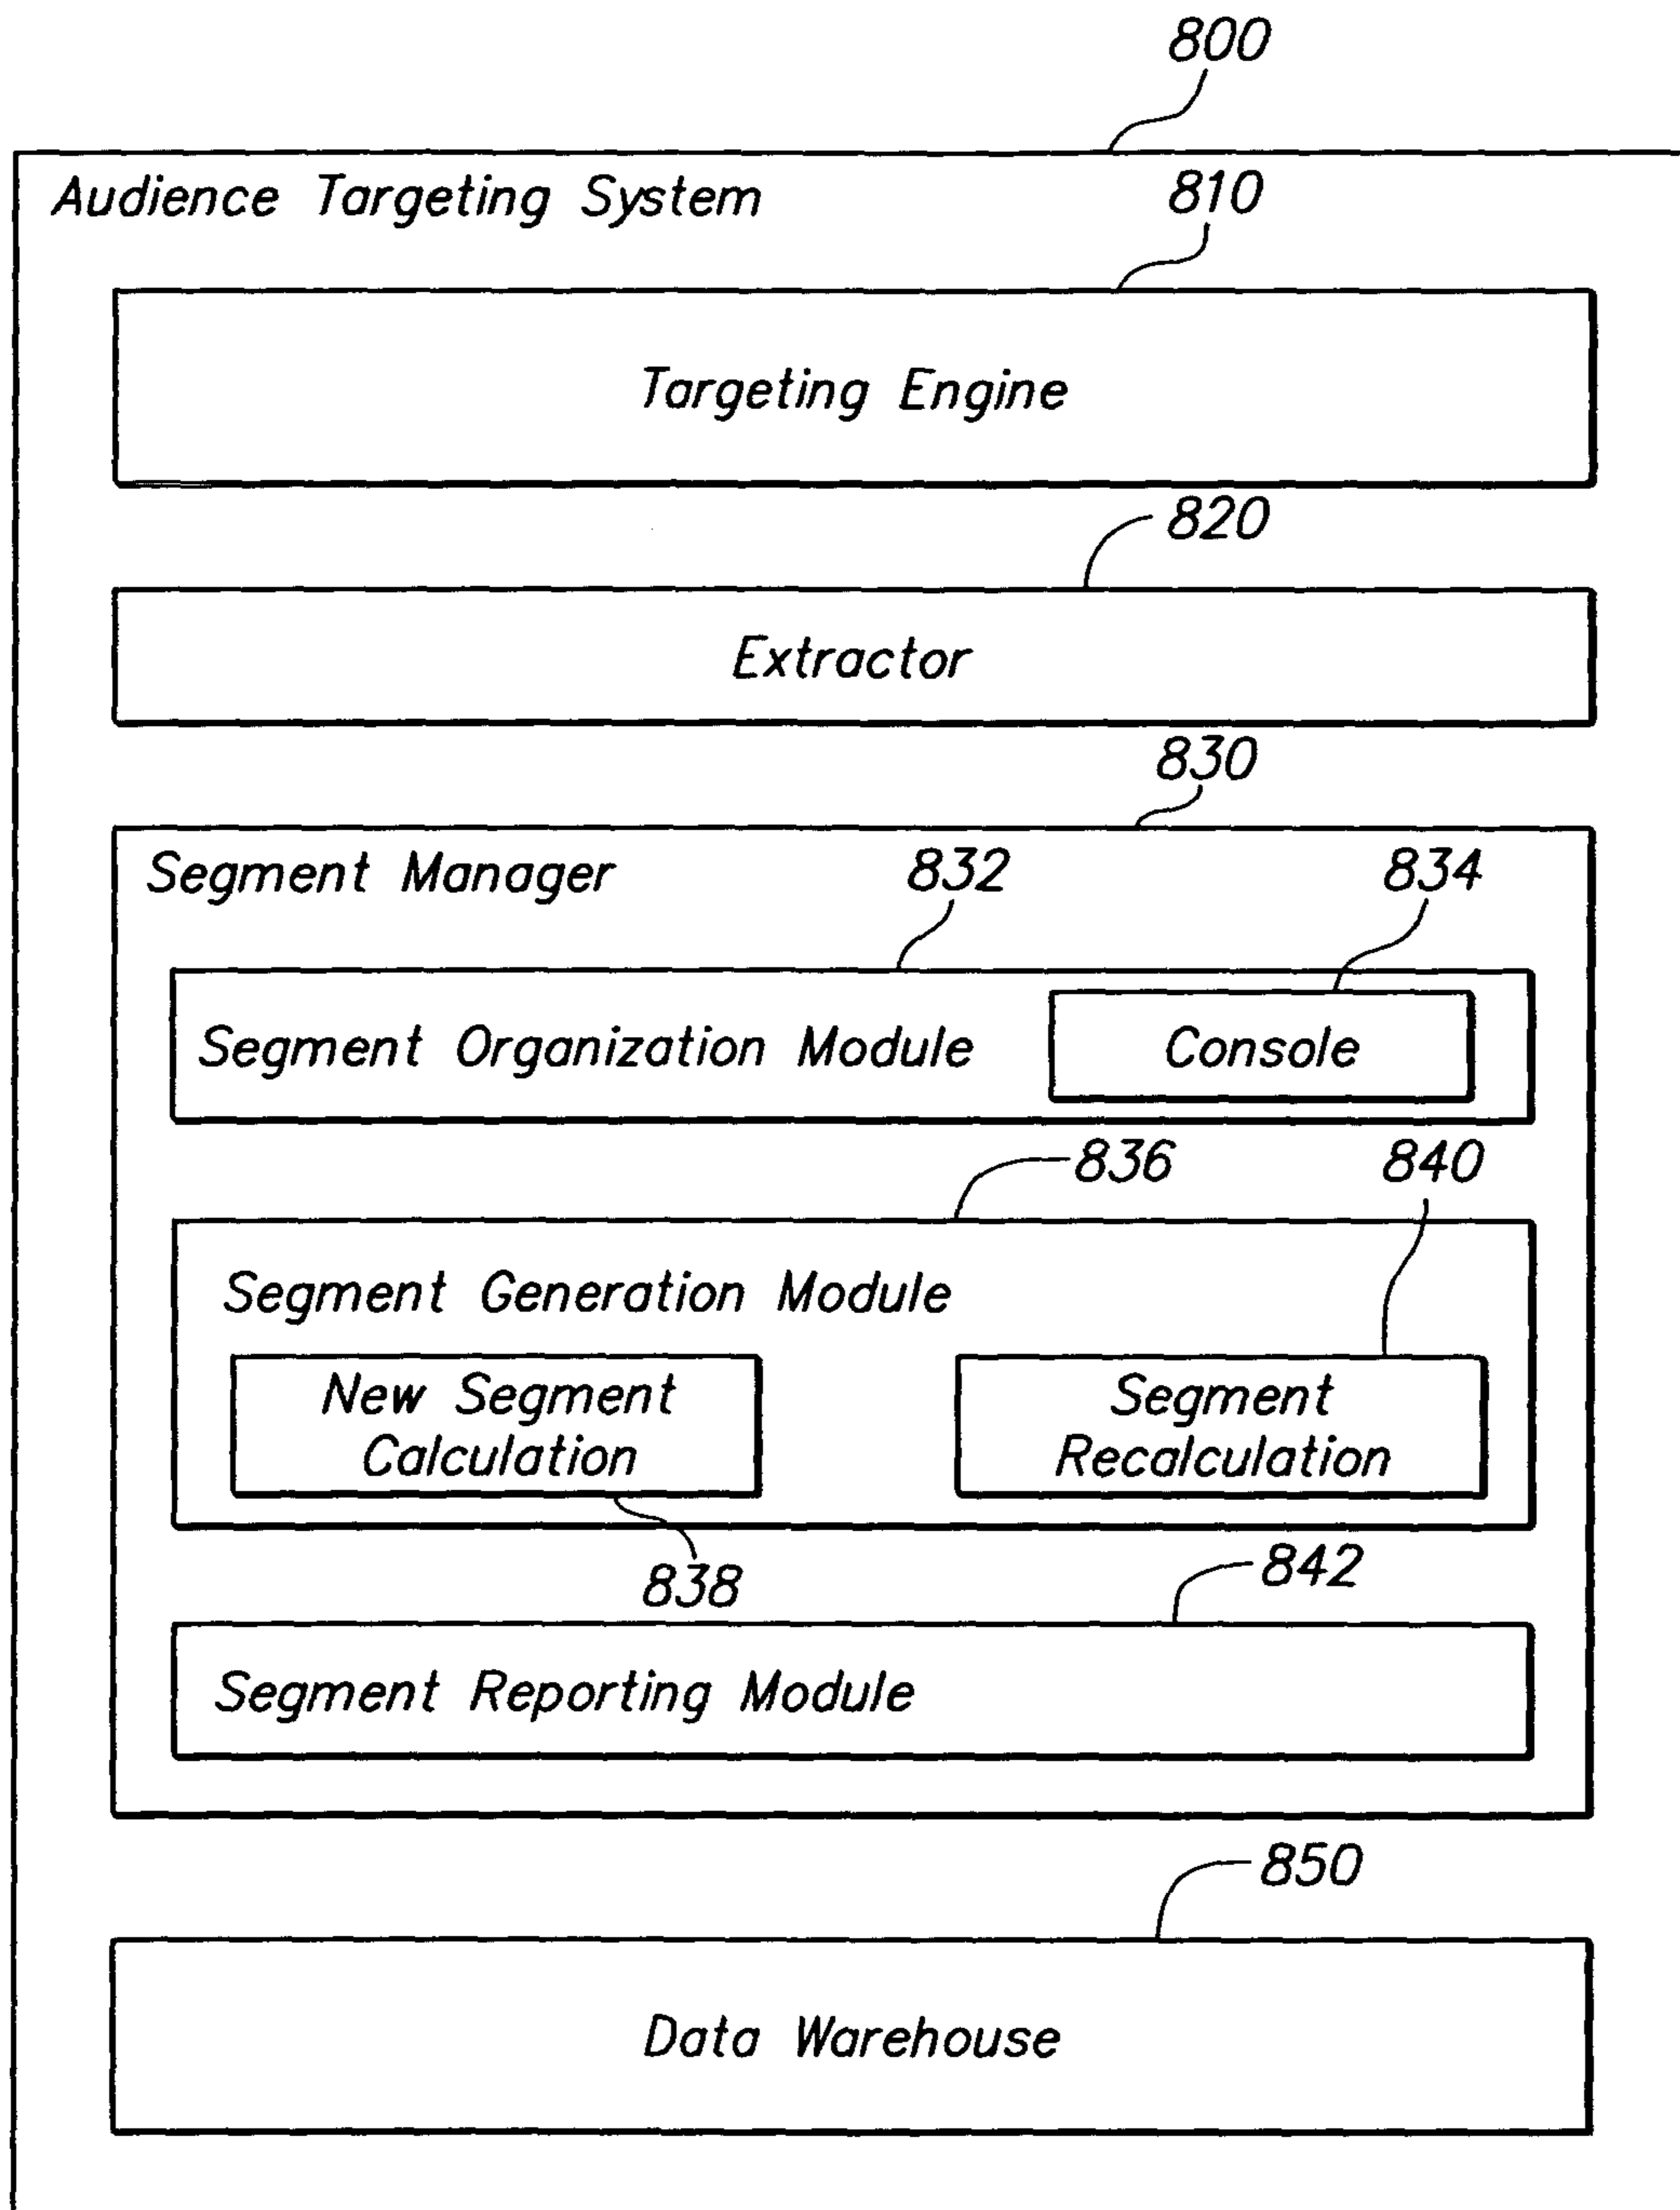 800
Audience Targeting System
810
Targeting Engine
820
Extractor
830
Segment Manager
832
834
Segment Organization Module
Console
836
840
Segment Generation Module
New Segment
Calculation
Segment
Recalculation
838
842
Segment Reporting Module
850
Data Warehouse